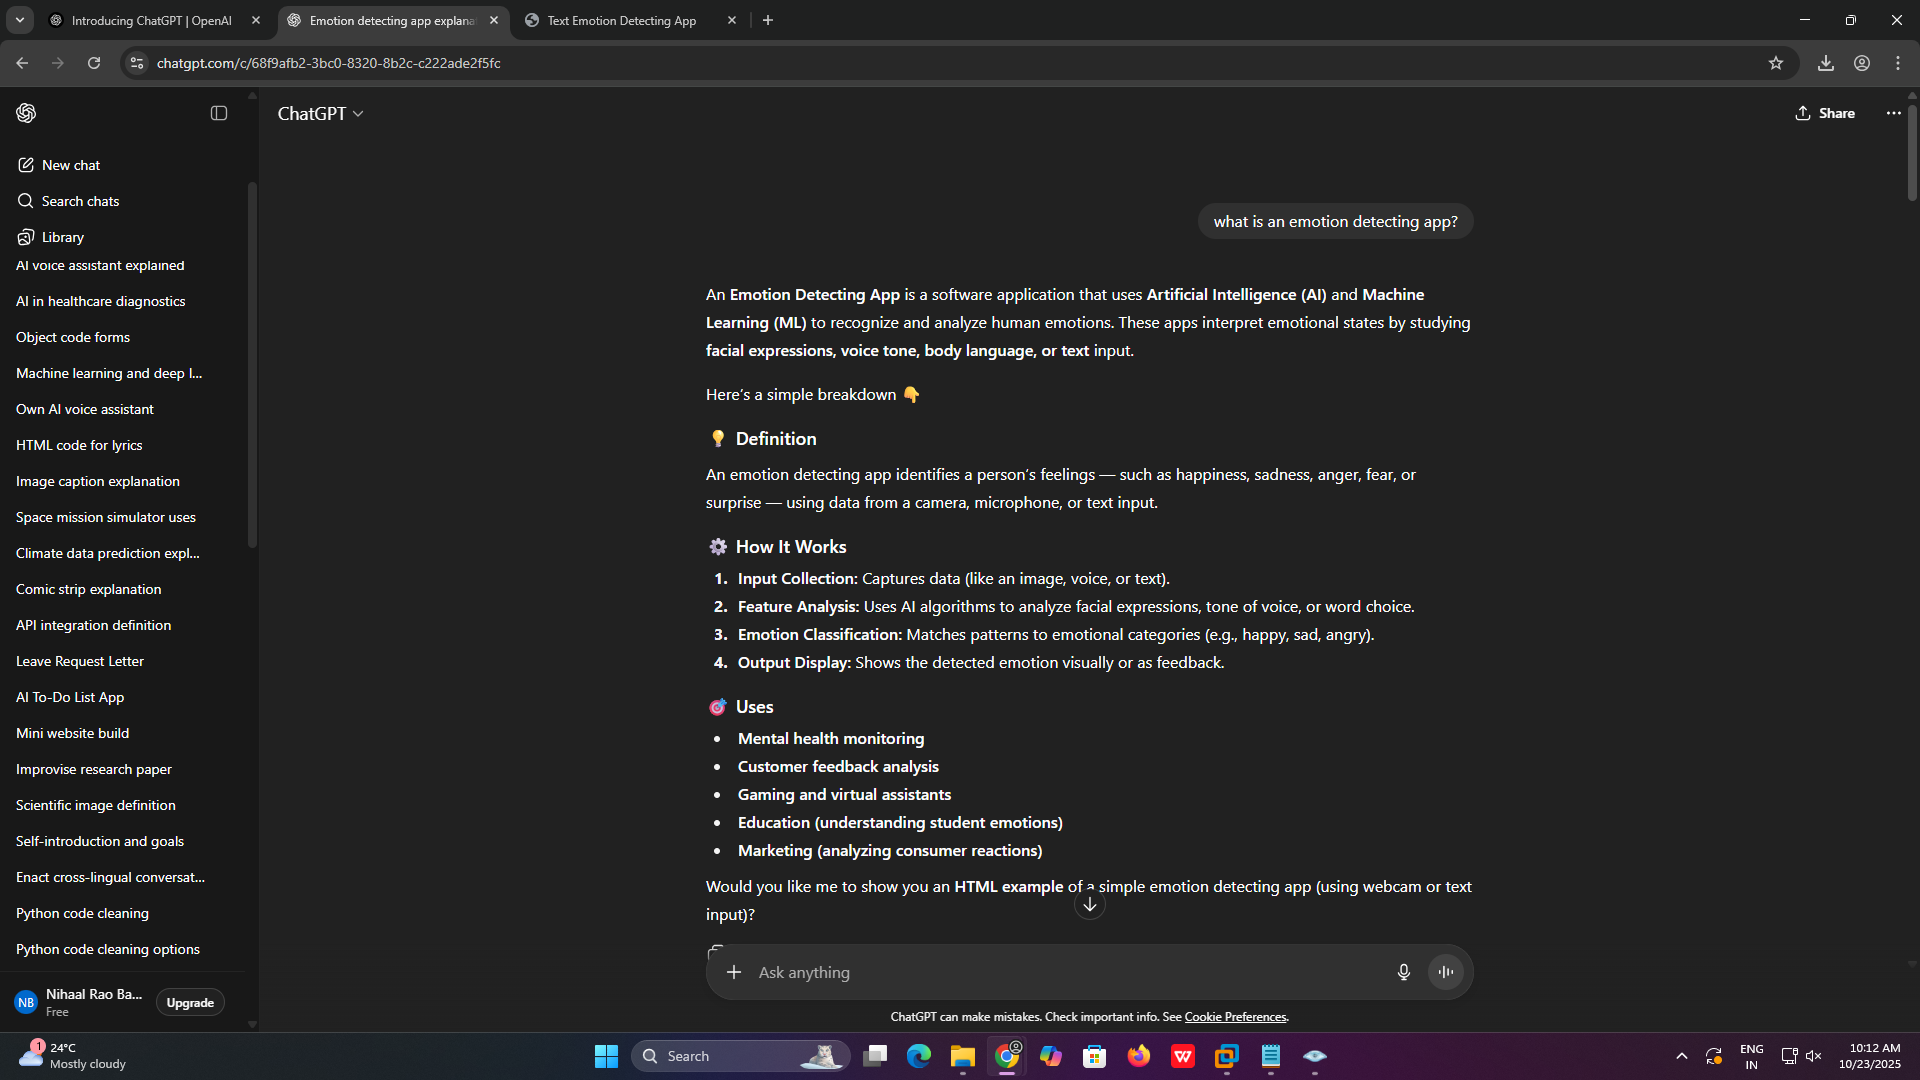 Introducing ChatGPT | OpenAI
Emotion detecting app explana
Text Emotion Detecting App
chatgpt.com/c/68f9afb2-3bc0-8320-8b2c-c222ade2f5fc
ChatGPT
Share
New chat
Search chats
Library
AI voice assistant explained
AI in healthcare diagnostics
Object code forms
Machine learning and deep l...
Own AI voice assistant
HTML code for lyrics
Image caption explanation
Space mission simulator uses
Climate data prediction expl...
Comic strip explanation
API integration definition
Leave Request Letter
AI To-Do List App
Mini website build
Improvise research paper
Scientific image definition
Self-introduction and goals
Enact cross-lingual conversat...
Python code cleaning
Python code cleaning options
NB
Nihaal Rao Ba...
Free
Upgrade
what is an emotion detecting app?
An Emotion Detecting App is a software application that uses Artificial Intelligence (AI) and Machine
Learning (ML) to recognize and analyze human emotions. These apps interpret emotional states by studying
facial expressions, voice tone, body language, or text input.
Here’s a simple breakdown 👇
💡 Definition
An emotion detecting app identifies a person’s feelings — such as happiness, sadness, anger, fear, or
surprise — using data from a camera, microphone, or text input.
⚙️ How It Works
1. Input Collection: Captures data (like an image, voice, or text).
2. Feature Analysis: Uses AI algorithms to analyze facial expressions, tone of voice, or word choice.
3. Emotion Classification: Matches patterns to emotional categories (e.g., happy, sad, angry).
4. Output Display: Shows the detected emotion visually or as feedback.
🎯 Uses
• Mental health monitoring
• Customer feedback analysis
• Gaming and virtual assistants
• Education (understanding student emotions)
• Marketing (analyzing consumer reactions)
Would you like me to show you an HTML example of a simple emotion detecting app (using webcam or text
input)?
Ask anything
ChatGPT can make mistakes. Check important info. See Cookie Preferences.
1
24°C
Mostly cloudy
Search
W
ENG
IN
10:12 AM
10/23/2025